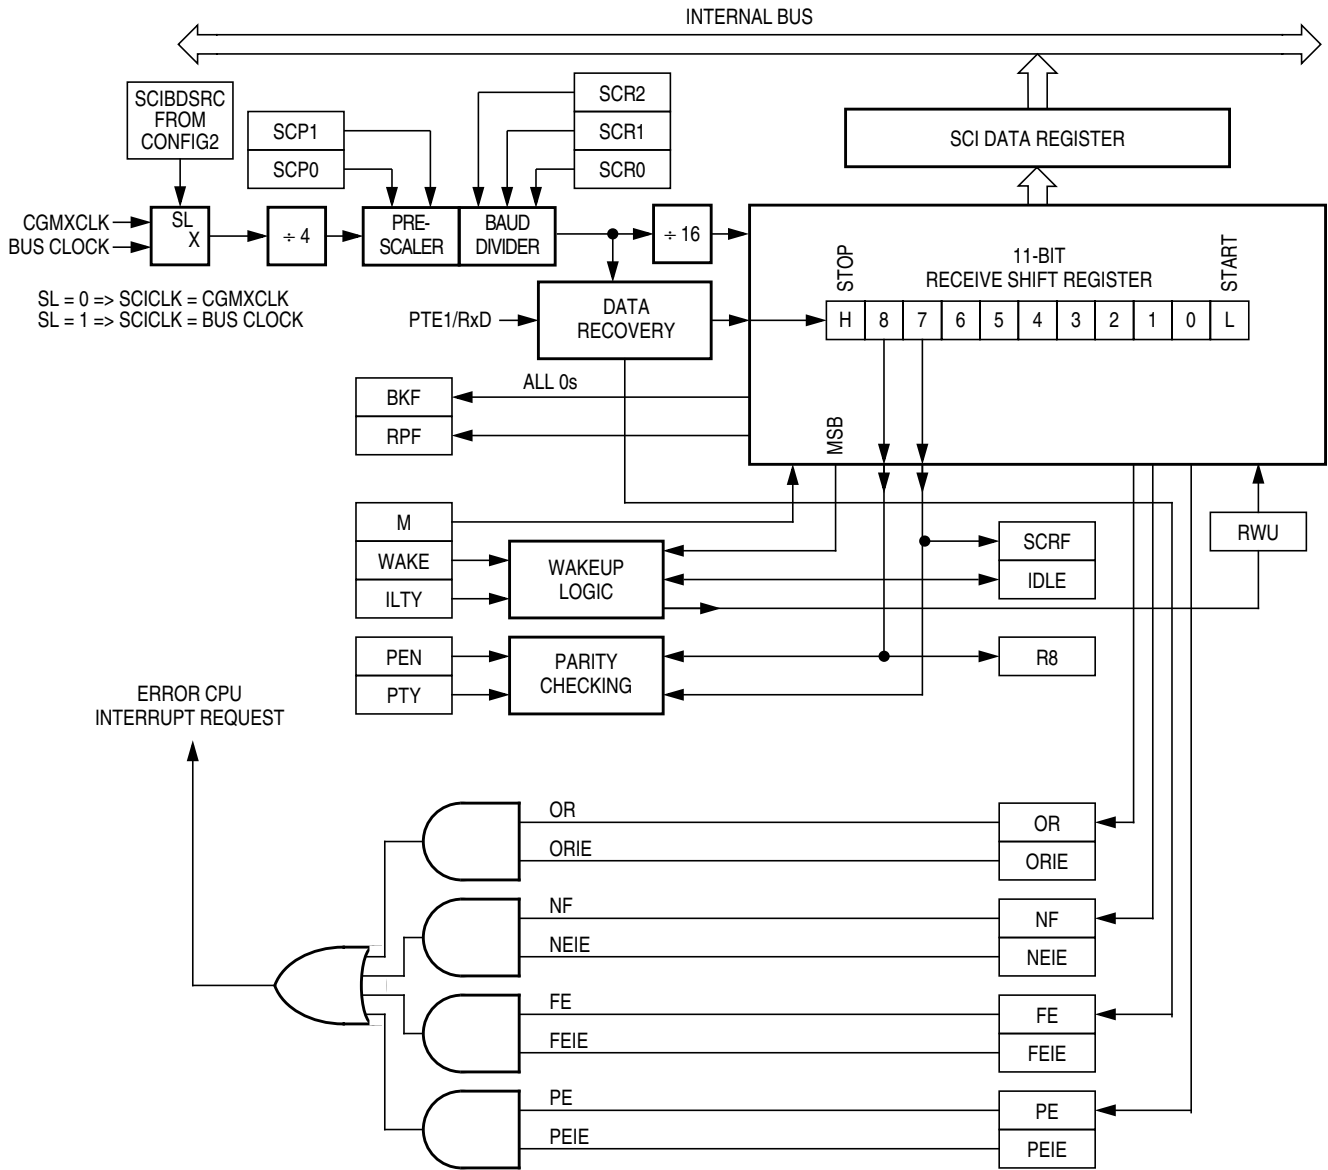 INTERNAL BUS
SCIBDSRC
FROM
CONFIG2
SCP1
SCP0
SCR2
SCR1
SCR0
SCI DATA REGISTER
CGMXCLK
BUS CLOCK
SL
X
÷ 4
PRE-
SCALER
BAUD
DIVIDER
÷ 16
SL = 0 => SCICLK = CGMXCLK
SL = 1 => SCICLK = BUS CLOCK
PTE1/RxD
DATA
RECOVERY
STOP
11-BIT
RECEIVE SHIFT REGISTER
START
H 8 7 6 5 4 3 2 1 0 L
ALL 0s
BKF
RPF
MSB
M
WAKE
ILTY
WAKEUP
LOGIC
SCRF
IDLE
RWU
PEN
PTY
PARITY
CHECKING
R8
ERROR CPU
INTERRUPT REQUEST
OR
ORIE
OR
ORIE
NF
NEIE
NF
NEIE
FE
FEIE
FE
FEIE
PE
PEIE
PE
PEIE